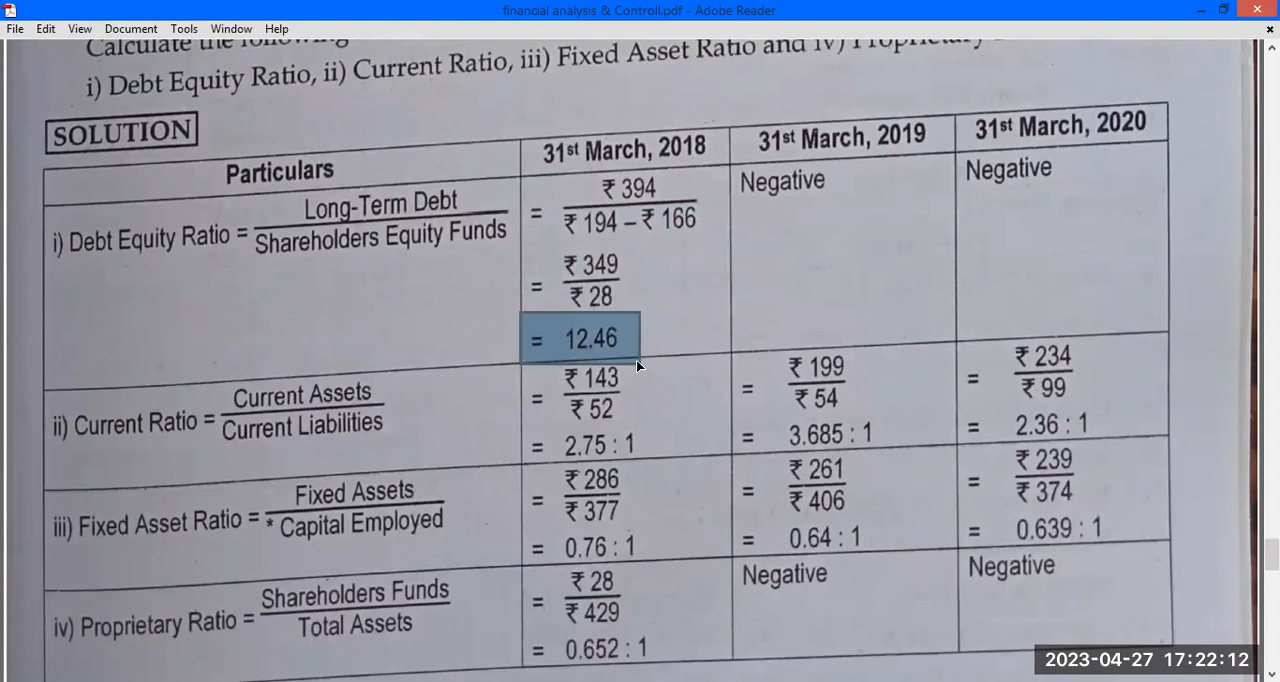 financial analysis & Controll.pdf - Adobe Reader
File Edit View Document Tools Window Help
Calculate the following
i) Debt Equity Ratio, ii) Current Ratio, iii) Fixed Asset Ratio and iv) Proprietary
SOLUTION
Particulars 31st March, 2018 31st March, 2019 31st March, 2020
i) Debt Equity Ratio = Long-Term Debt / Shareholders Equity Funds = ₹ 394 / ₹ 194 – ₹ 166 Negative Negative
= ₹ 349 / ₹ 28
= 12.46
ii) Current Ratio = Current Assets / Current Liabilities = ₹ 143 / ₹ 52 = ₹ 199 / ₹ 54 = ₹ 234 / ₹ 99
= 2.75 : 1 = 3.685 : 1 = 2.36 : 1
iii) Fixed Asset Ratio = Fixed Assets / * Capital Employed = ₹ 286 / ₹ 377 = ₹ 261 / ₹ 406 = ₹ 239 / ₹ 374
= 0.76 : 1 = 0.64 : 1 = 0.639 : 1
iv) Proprietary Ratio = Shareholders Funds / Total Assets = ₹ 28 / ₹ 429 Negative Negative
= 0.652 : 1
2023-04-27 17:22:12